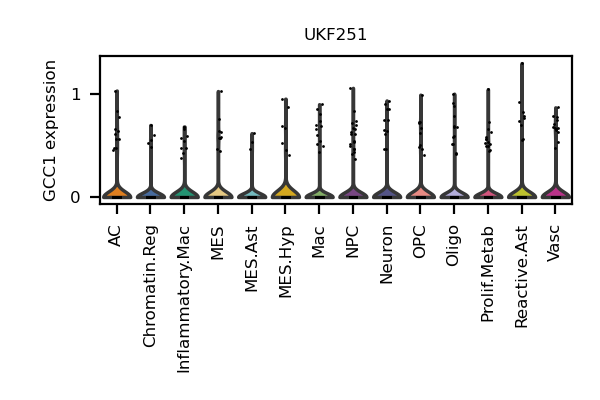 UKF251
GCC1 expression
1
0
AC
Chromatin.Reg
Inflammatory.Mac
MES
MES.Ast
MES.Hyp
Mac
NPC
Neuron
OPC
Oligo
Prolif.Metab
Reactive.Ast
Vasc